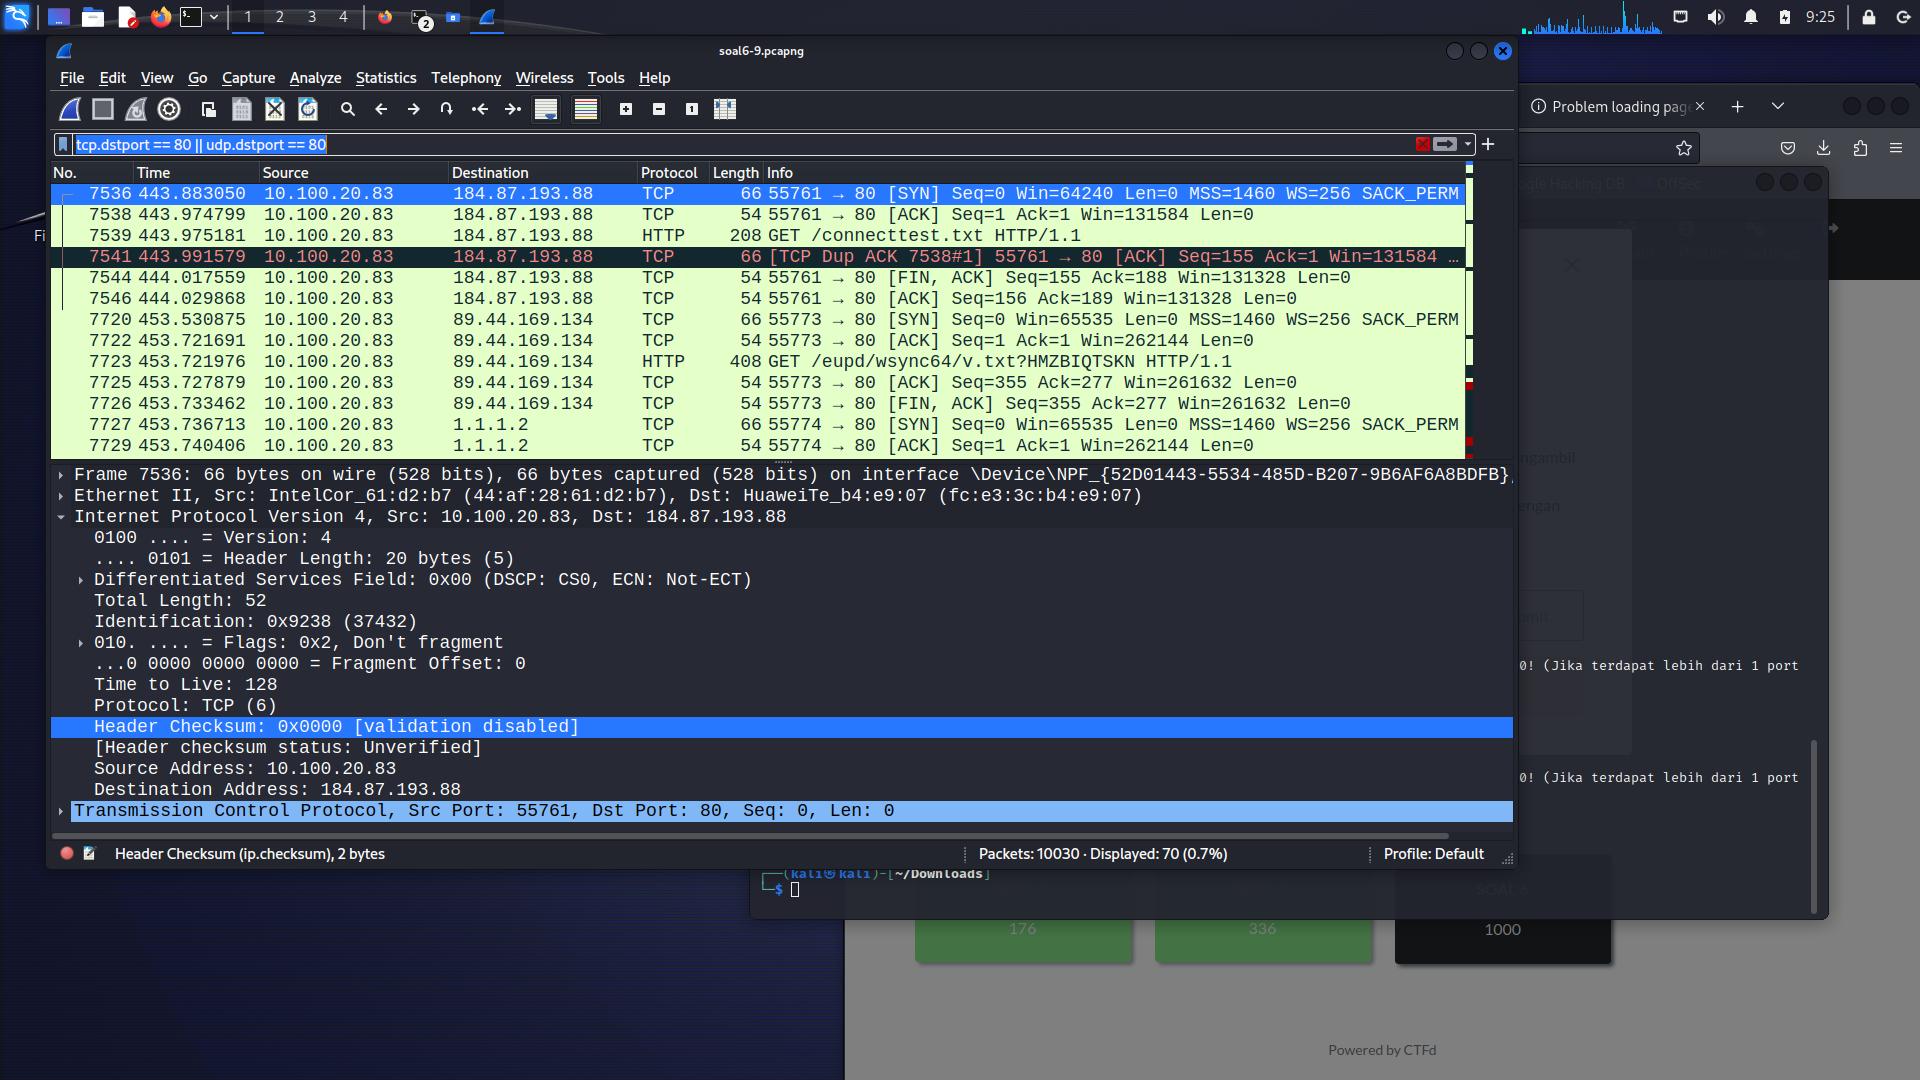 1 2 3 4
2
9:25
soal6-9.pcapng
File Edit View Go Capture Analyze Statistics Telephony Wireless Tools Help
Problem loading page
tcp.dstport == 80 || udp.dstport == 80
No. Time Source Destination Protocol Length Info
7536 443.883050 10.100.20.83 184.87.193.88 TCP 66 55761 → 80 [SYN] Seq=0 Win=64240 Len=0 MSS=1460 WS=256 SACK_PERM
7538 443.974799 10.100.20.83 184.87.193.88 TCP 54 55761 → 80 [ACK] Seq=1 Ack=1 Win=131584 Len=0
7539 443.975181 10.100.20.83 184.87.193.88 HTTP 208 GET /connecttest.txt HTTP/1.1
7541 443.991579 10.100.20.83 184.87.193.88 TCP 66 [TCP Dup ACK 7538#1] 55761 → 80 [ACK] Seq=155 Ack=1 Win=131584 …
7544 444.017559 10.100.20.83 184.87.193.88 TCP 54 55761 → 80 [FIN, ACK] Seq=155 Ack=188 Win=131328 Len=0
7546 444.029868 10.100.20.83 184.87.193.88 TCP 54 55761 → 80 [ACK] Seq=156 Ack=189 Win=131328 Len=0
7720 453.530875 10.100.20.83 89.44.169.134 TCP 66 55773 → 80 [SYN] Seq=0 Win=65535 Len=0 MSS=1460 WS=256 SACK_PERM
7722 453.721691 10.100.20.83 89.44.169.134 TCP 54 55773 → 80 [ACK] Seq=1 Ack=1 Win=262144 Len=0
7723 453.721976 10.100.20.83 89.44.169.134 HTTP 408 GET /eupd/wsync64/v.txt?HMZBIQTSKN HTTP/1.1
7725 453.727879 10.100.20.83 89.44.169.134 TCP 54 55773 → 80 [ACK] Seq=355 Ack=277 Win=261632 Len=0
7726 453.733462 10.100.20.83 89.44.169.134 TCP 54 55773 → 80 [FIN, ACK] Seq=355 Ack=277 Win=261632 Len=0
7727 453.736713 10.100.20.83 1.1.1.2 TCP 66 55774 → 80 [SYN] Seq=0 Win=65535 Len=0 MSS=1460 WS=256 SACK_PERM
7729 453.740406 10.100.20.83 1.1.1.2 TCP 54 55774 → 80 [ACK] Seq=1 Ack=1 Win=262144 Len=0
Frame 7536: 66 bytes on wire (528 bits), 66 bytes captured (528 bits) on interface \Device\NPF_{52D01443-5534-485D-B207-9B6AF6A8BDFB},
Ethernet II, Src: IntelCor_61:d2:b7 (44:af:28:61:d2:b7), Dst: HuaweiTe_b4:e9:07 (fc:e3:3c:b4:e9:07)
Internet Protocol Version 4, Src: 10.100.20.83, Dst: 184.87.193.88
0100 .... = Version: 4
.... 0101 = Header Length: 20 bytes (5)
Differentiated Services Field: 0x00 (DSCP: CS0, ECN: Not-ECT)
Total Length: 52
Identification: 0x9238 (37432)
010. .... = Flags: 0x2, Don't fragment
...0 0000 0000 0000 = Fragment Offset: 0
Time to Live: 128
Protocol: TCP (6)
Header Checksum: 0x0000 [validation disabled]
[Header checksum status: Unverified]
Source Address: 10.100.20.83
Destination Address: 184.87.193.88
Transmission Control Protocol, Src Port: 55761, Dst Port: 80, Seq: 0, Len: 0
Header Checksum (ip.checksum), 2 bytes
Packets: 10030 · Displayed: 70 (0.7%)
Profile: Default
Fi
gle Hacking DB
OffSec
ngambil
engan
mit
0! (Jika terdapat lebih dari 1 port
0! (Jika terdapat lebih dari 1 port
┌──(kali㉿kali)-[~/Downloads]
└─$
SOAL 6
176
336
1000
Powered by CTFd